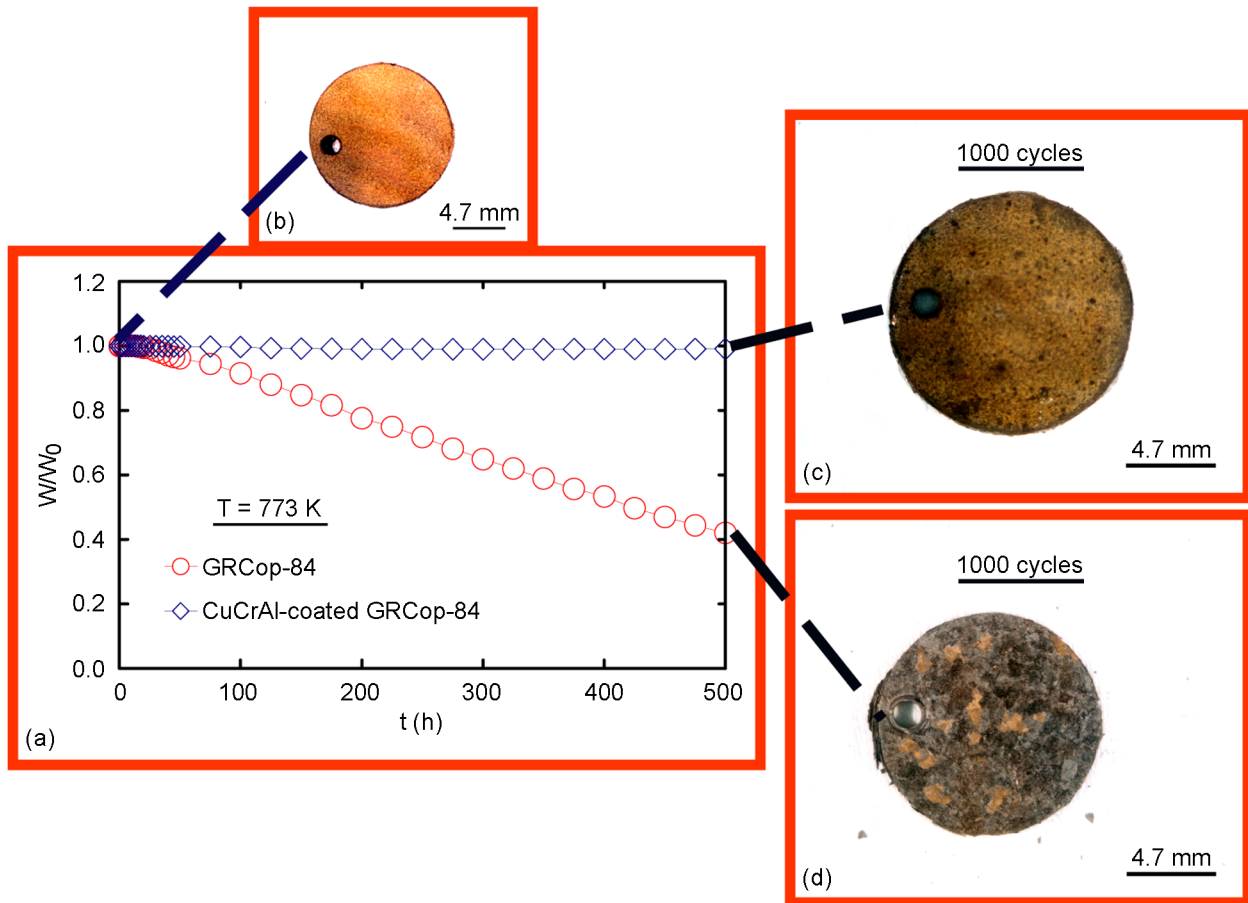 (b)
4.7 mm
1000 cycles
(c)
4.7 mm
1.2
1.0
0.8
0.6
0.4
0.2
0.0
W/W0
T = 773 K
GRCop-84
CuCrAl-coated GRCop-84
0 100 200 300 400 500
t (h)
(a)
1000 cycles
(d)
4.7 mm